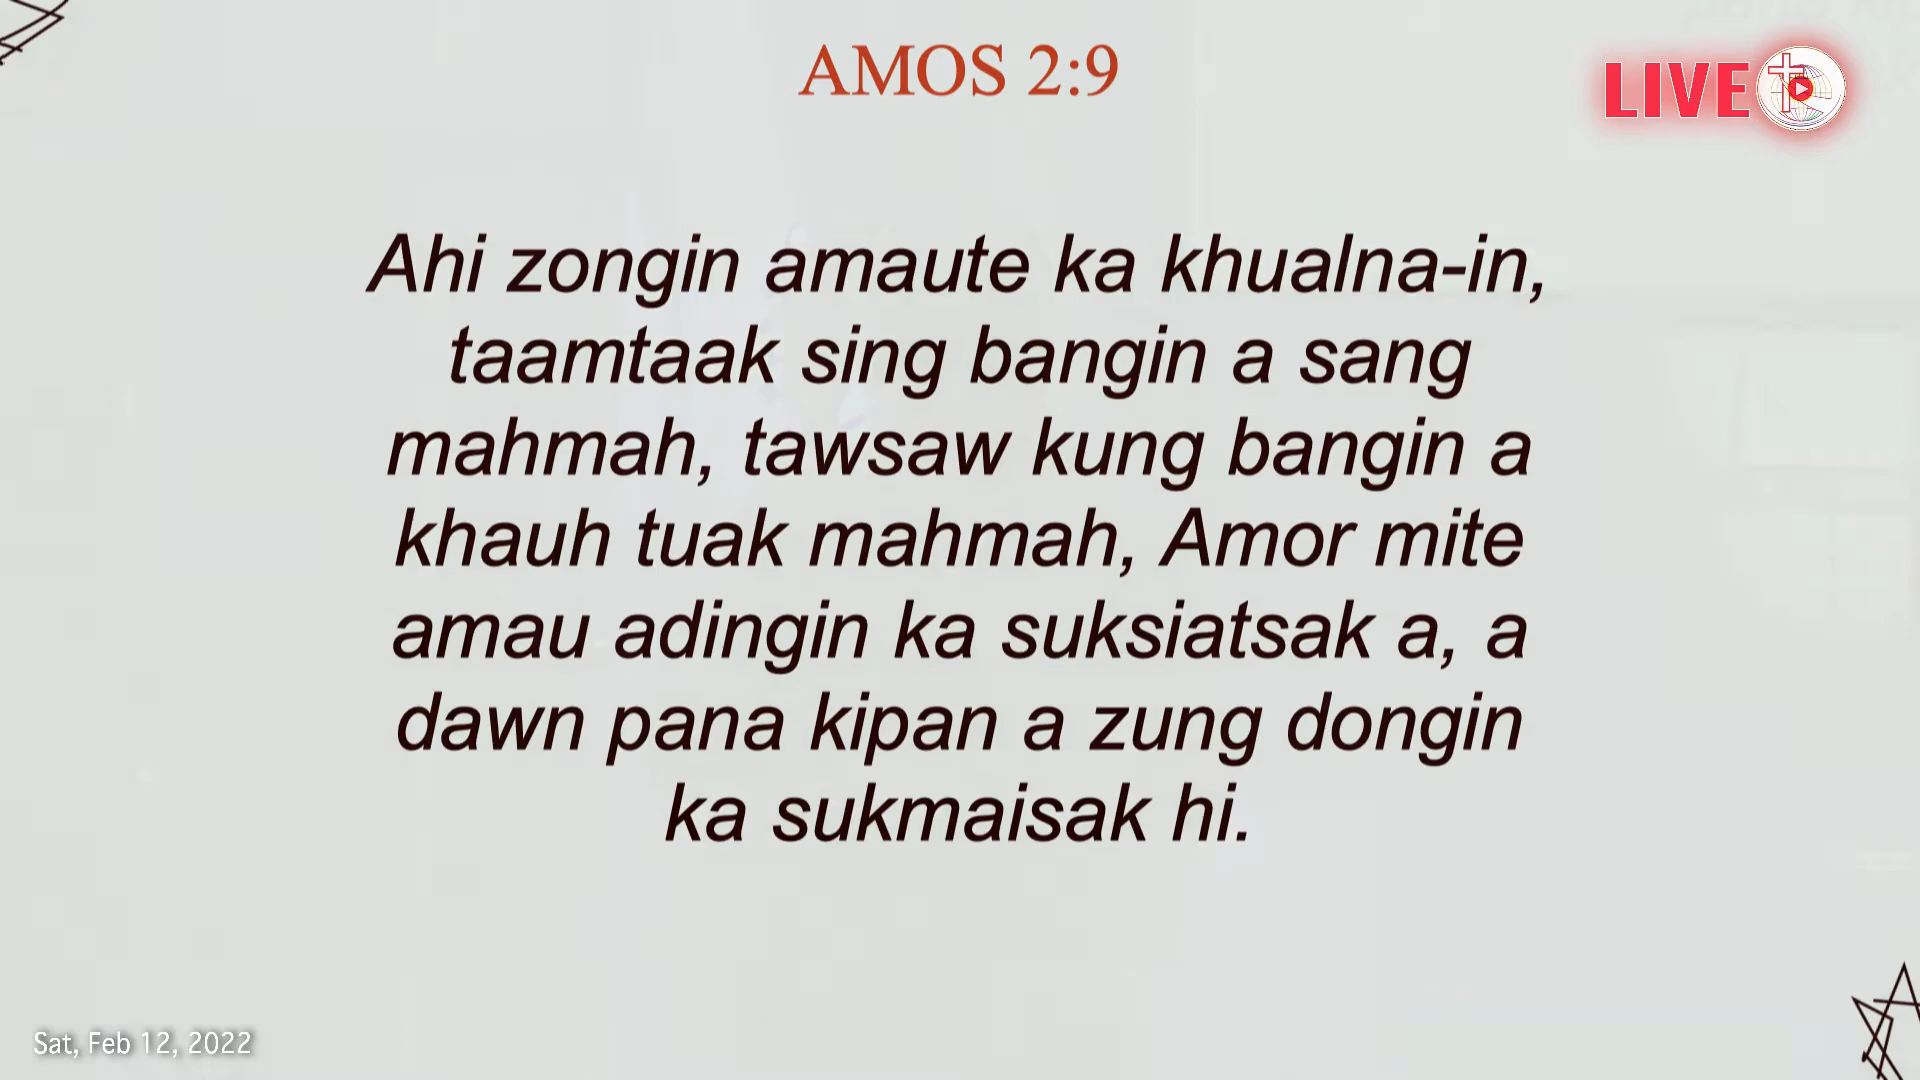 AMOS 2:9
LIVE
Ahi zongin amaute ka khualna-in,
taamtaak sing bangin a sang
mahmah, tawsaw kung bangin a
khauh tuak mahmah, Amor mite
amau adingin ka suksiatsak a, a
dawn pana kipan a zung dongin
ka sukmaisak hi.
Sat, Feb 12, 2022